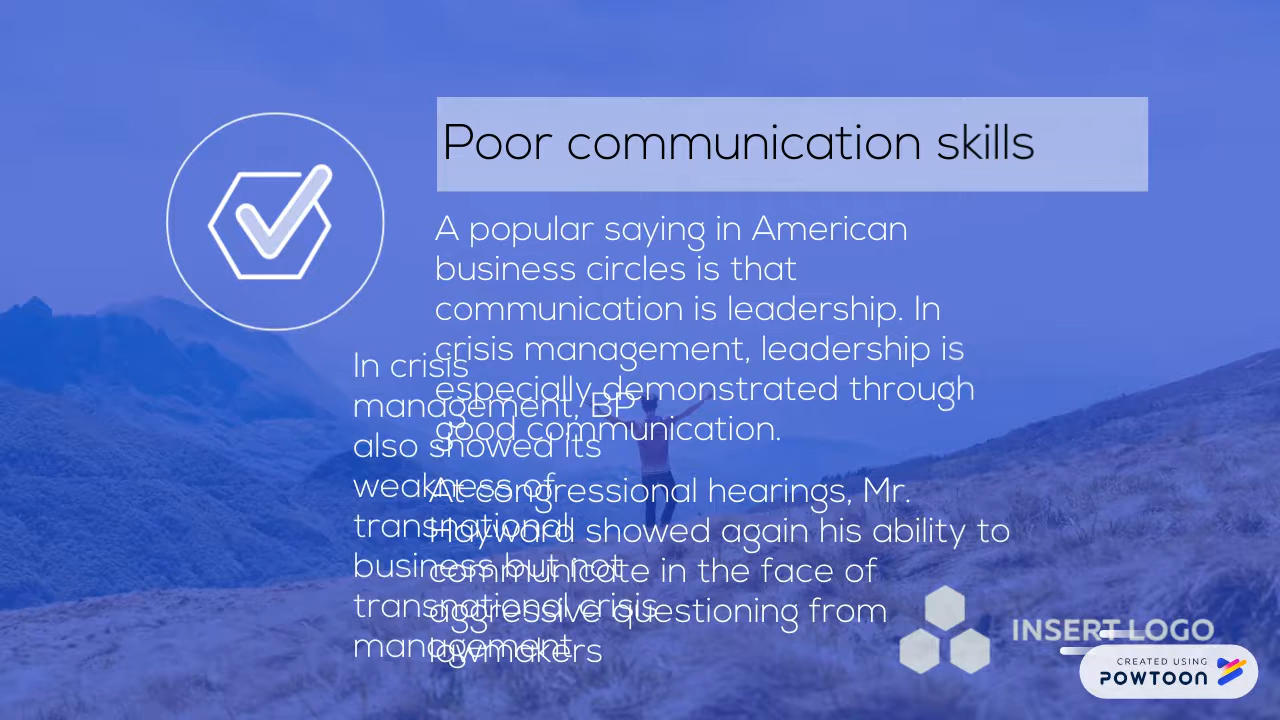 Poor communication skills
A popular saying in American
business circles is that
communication is leadership. In
crisis management, leadership is
especially demonstrated through
good communication.
In crisis
management, BP
also showed its
weakness of
transnational
business but not
transnational crisis
management
At congressional hearings, Mr.
Hayward showed again his ability to
communicate in the face of
aggressive questioning from
lawmakers
INSERT LOGO
CREATED USING
POWTOON